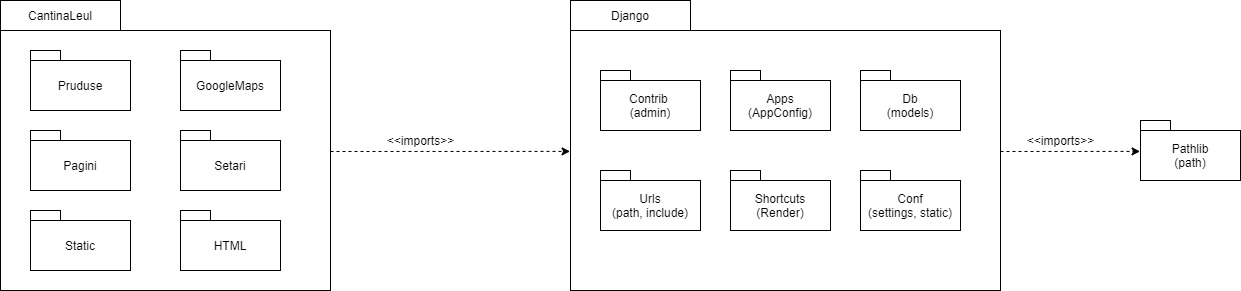 CantinaLeul
Pruduse
GoogleMaps
Pagini
Setari
Static
HTML
<<imports>>
Django
Contrib
(admin)
Apps
(AppConfig)
Db
(models)
Urls
(path, include)
Shortcuts
(Render)
Conf
(settings, static)
<<imports>>
Pathlib
(path)